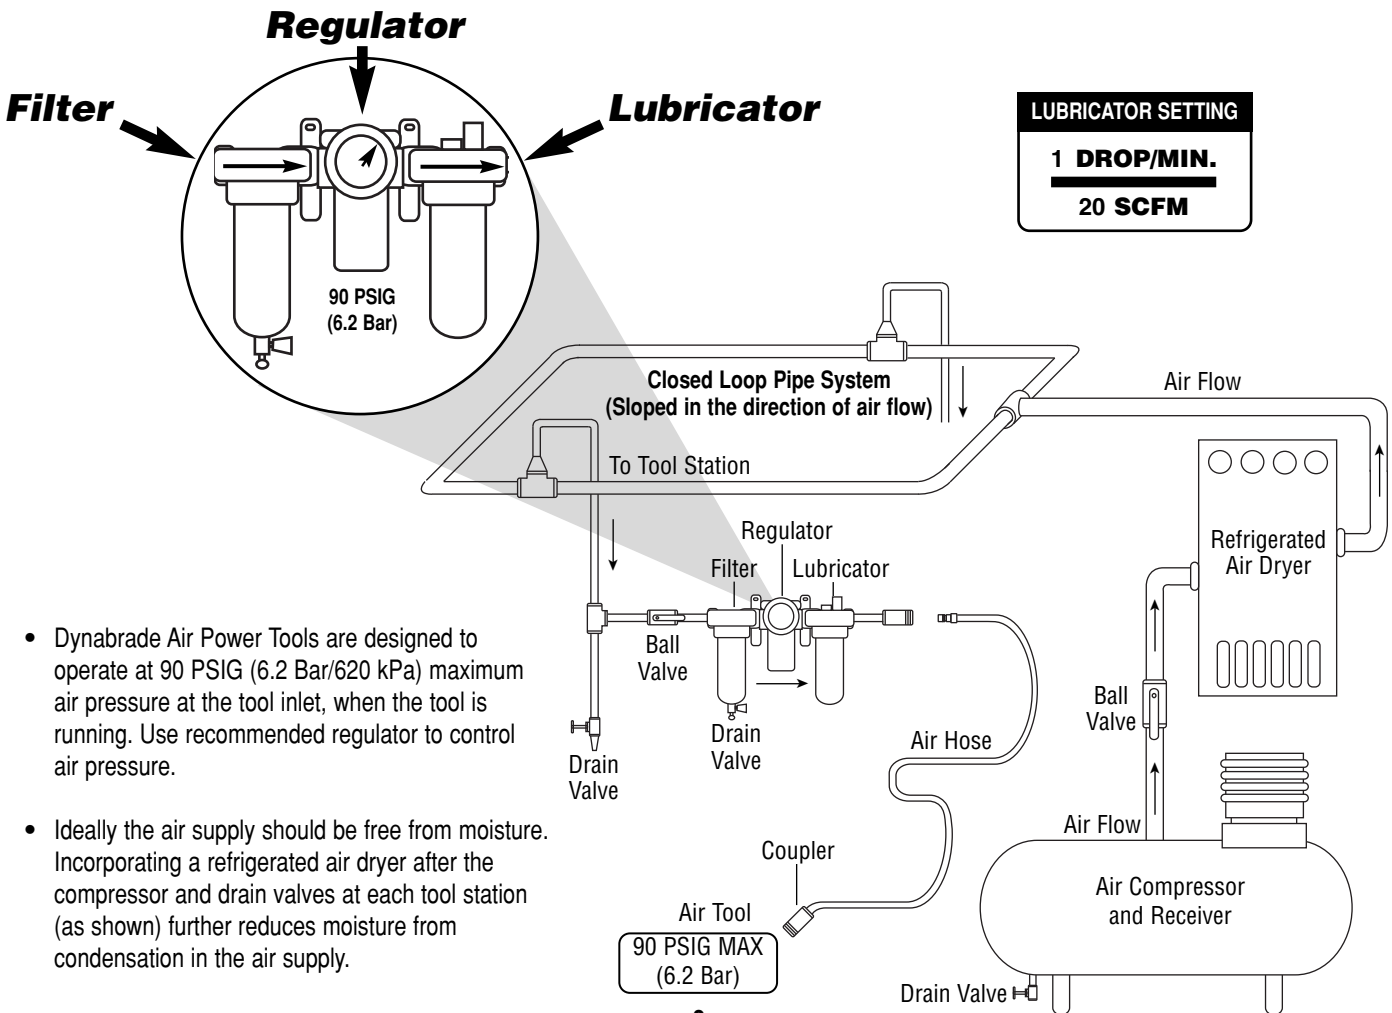 Regulator
Filter
Lubricator
90 PSIG
(6.2 Bar)
LUBRICATOR SETTING
1 DROP/MIN.
20 SCFM
Closed Loop Pipe System
(Sloped in the direction of air flow)
Air Flow
To Tool Station
Regulator
Filter
Lubricator
Refrigerated
Air Dryer
Ball
Valve
Drain
Valve
Drain
Valve
Air Hose
Ball
Valve
Air Flow
Coupler
Air Tool
90 PSIG MAX
(6.2 Bar)
Air Compressor
and Receiver
Drain Valve
• Dynabrade Air Power Tools are designed to
operate at 90 PSIG (6.2 Bar/620 kPa) maximum
air pressure at the tool inlet, when the tool is
running. Use recommended regulator to control
air pressure.
• Ideally the air supply should be free from moisture.
Incorporating a refrigerated air dryer after the
compressor and drain valves at each tool station
(as shown) further reduces moisture from
condensation in the air supply.